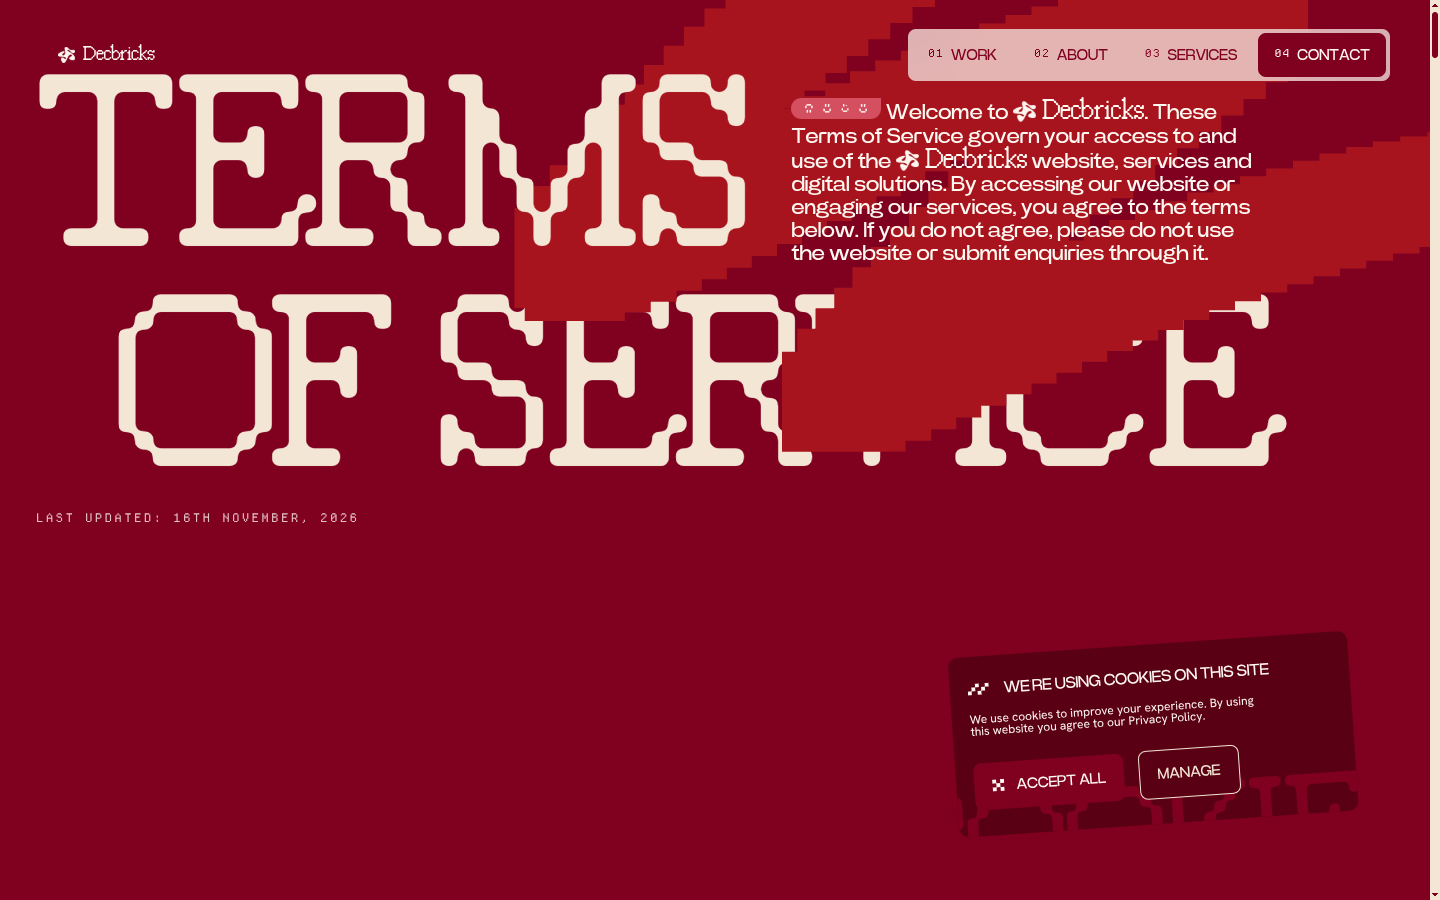 Decbricks
01 WORK 02 ABOUT 03 SERVICES 04 CONTACT
TERMS
Welcome to Decbricks. These
Terms of Service govern your access to and
use of the Decbricks website, services and
digital solutions. By accessing our website or
engaging our services, you agree to the terms
below. If you do not agree, please do not use
the website or submit enquiries through it.
OF SERVICE
LAST UPDATED: 16TH NOVEMBER, 2026
WE'RE USING COOKIES ON THIS SITE
We use cookies to improve your experience. By using
this website you agree to our Privacy Policy.
ACCEPT ALL
MANAGE